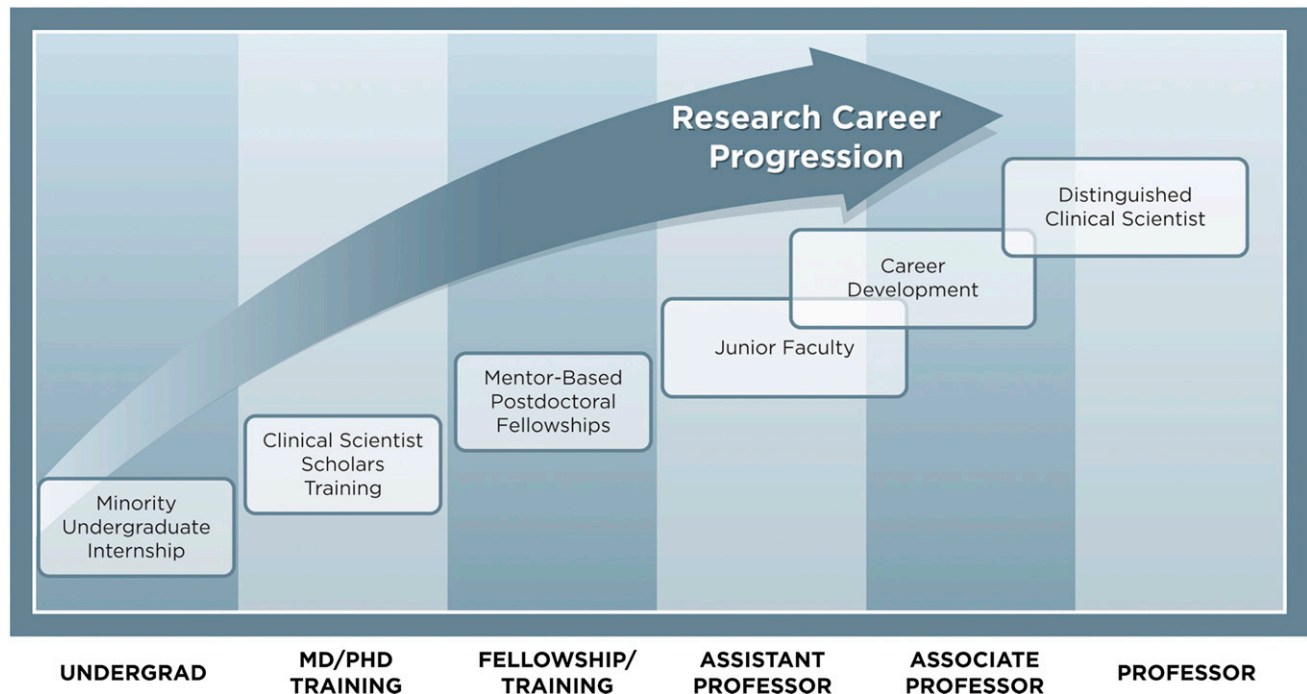 Research Career
Progression
Distinguished
Clinical Scientist
Career
Development
Junior Faculty
Mentor-Based
Postdoctoral
Fellowships
Clinical Scientist
Scholars
Training
Minority
Undergraduate
Internship
UNDERGRAD
MD/PHD
TRAINING
FELLOWSHIP/
TRAINING
ASSISTANT
PROFESSOR
ASSOCIATE
PROFESSOR
PROFESSOR